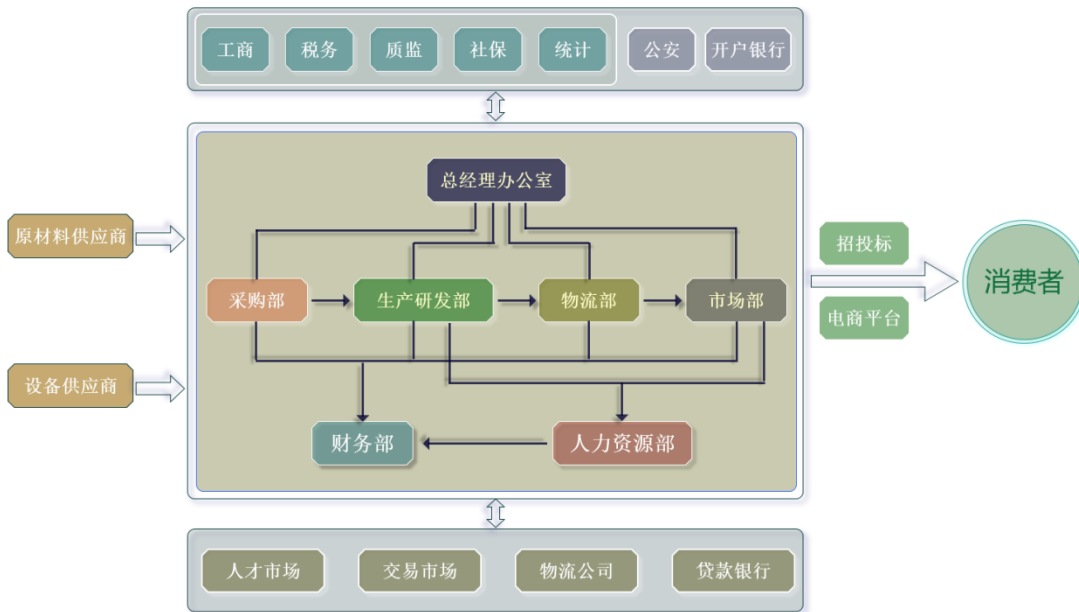 工商
税务
质监
社保
统计
公安
开户银行
总经理办公室
原材料供应商
设备供应商
采购部
生产研发部
物流部
市场部
财务部
人力资源部
招投标
电商平台
消费者
人才市场
交易市场
物流公司
贷款银行